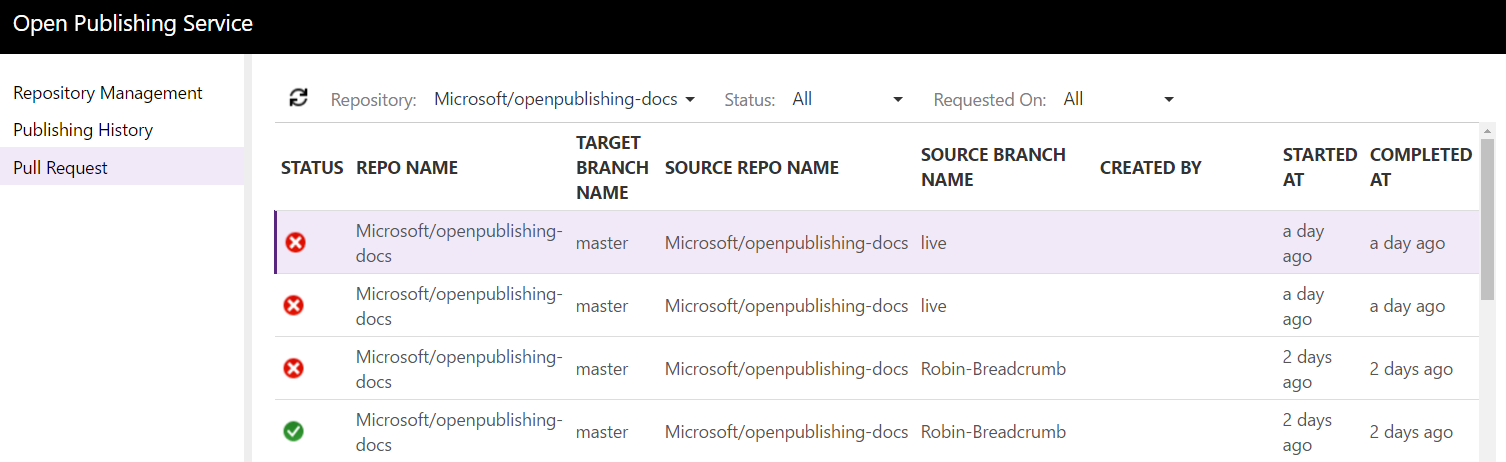 Open Publishing Service
Repository Management
Publishing History
Pull Request
Repository: Microsoft/openpublishing-docs Status: All Requested On: All
STATUS REPO NAME TARGET BRANCH NAME SOURCE REPO NAME SOURCE BRANCH NAME CREATED BY STARTED AT COMPLETED AT
Microsoft/openpublishing-docs master Microsoft/openpublishing-docs live a day ago a day ago
Microsoft/openpublishing-docs master Microsoft/openpublishing-docs live a day ago a day ago
Microsoft/openpublishing-docs master Microsoft/openpublishing-docs Robin-Breadcrumb 2 days ago 2 days ago
Microsoft/openpublishing-docs master Microsoft/openpublishing-docs Robin-Breadcrumb 2 days ago 2 days ago